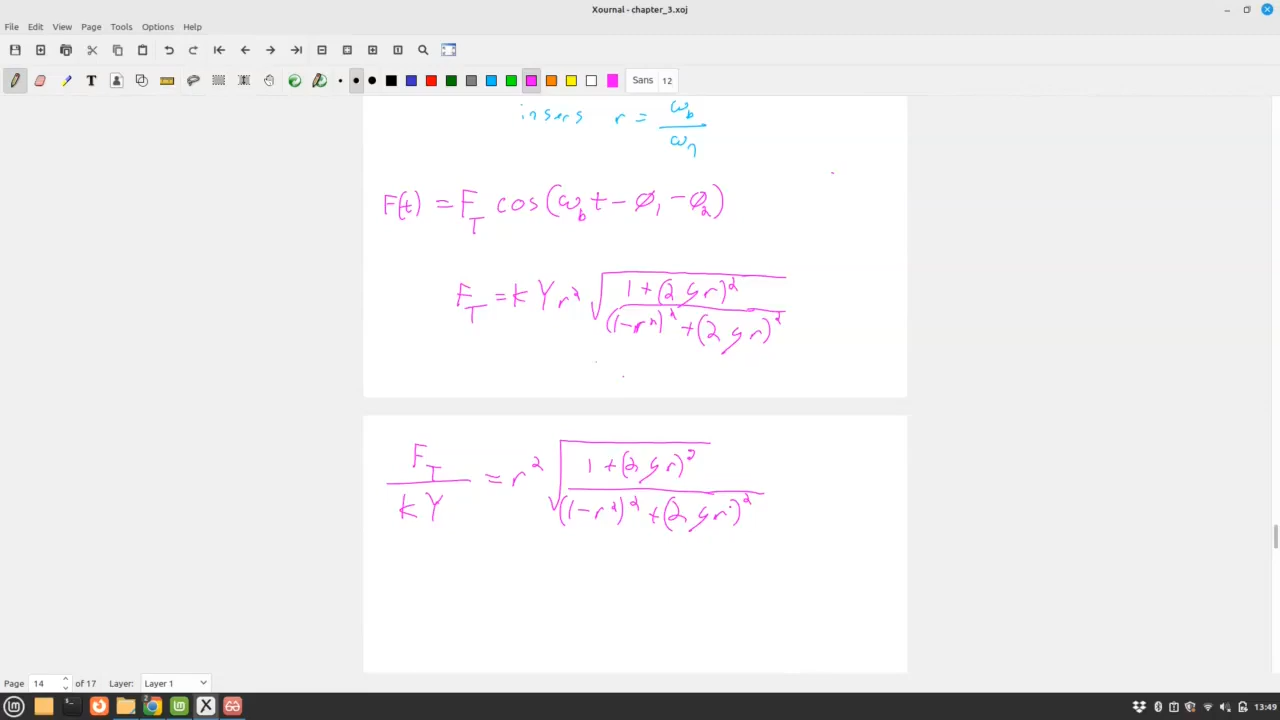 Xournal - chapter_3.xoj
File Edit View Page Tools Options Help
Sans 12
insers r = ω_b / ω_n
F(t) = F_T cos(ω_b t - ø_1 - ø_2)
F_T = k Y r² √( (1 + (2ζr)²) / ((1 - r²)² + (2ζr)²) )
F_T / (k Y) = r² √( (1 + (2ζr)²) / ((1 - r²)² + (2ζr)²) )
Page 14 of 17 Layer: Layer 1
2 13:49